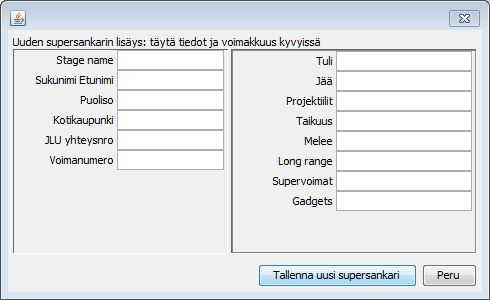 Uuden supersankarin lisäys: täytä tiedot ja voimakkuus kyvyissä
Stage name
Sukunimi Etunimo
Puoliso
Kotikaupunki
JLU yhteysnro
Voimanumero
Tuli
Jää
Projektiilit
Taikuus
Melee
Long range
Supervoimat
Gadgets
Tallenna uusi supersankari
Peru